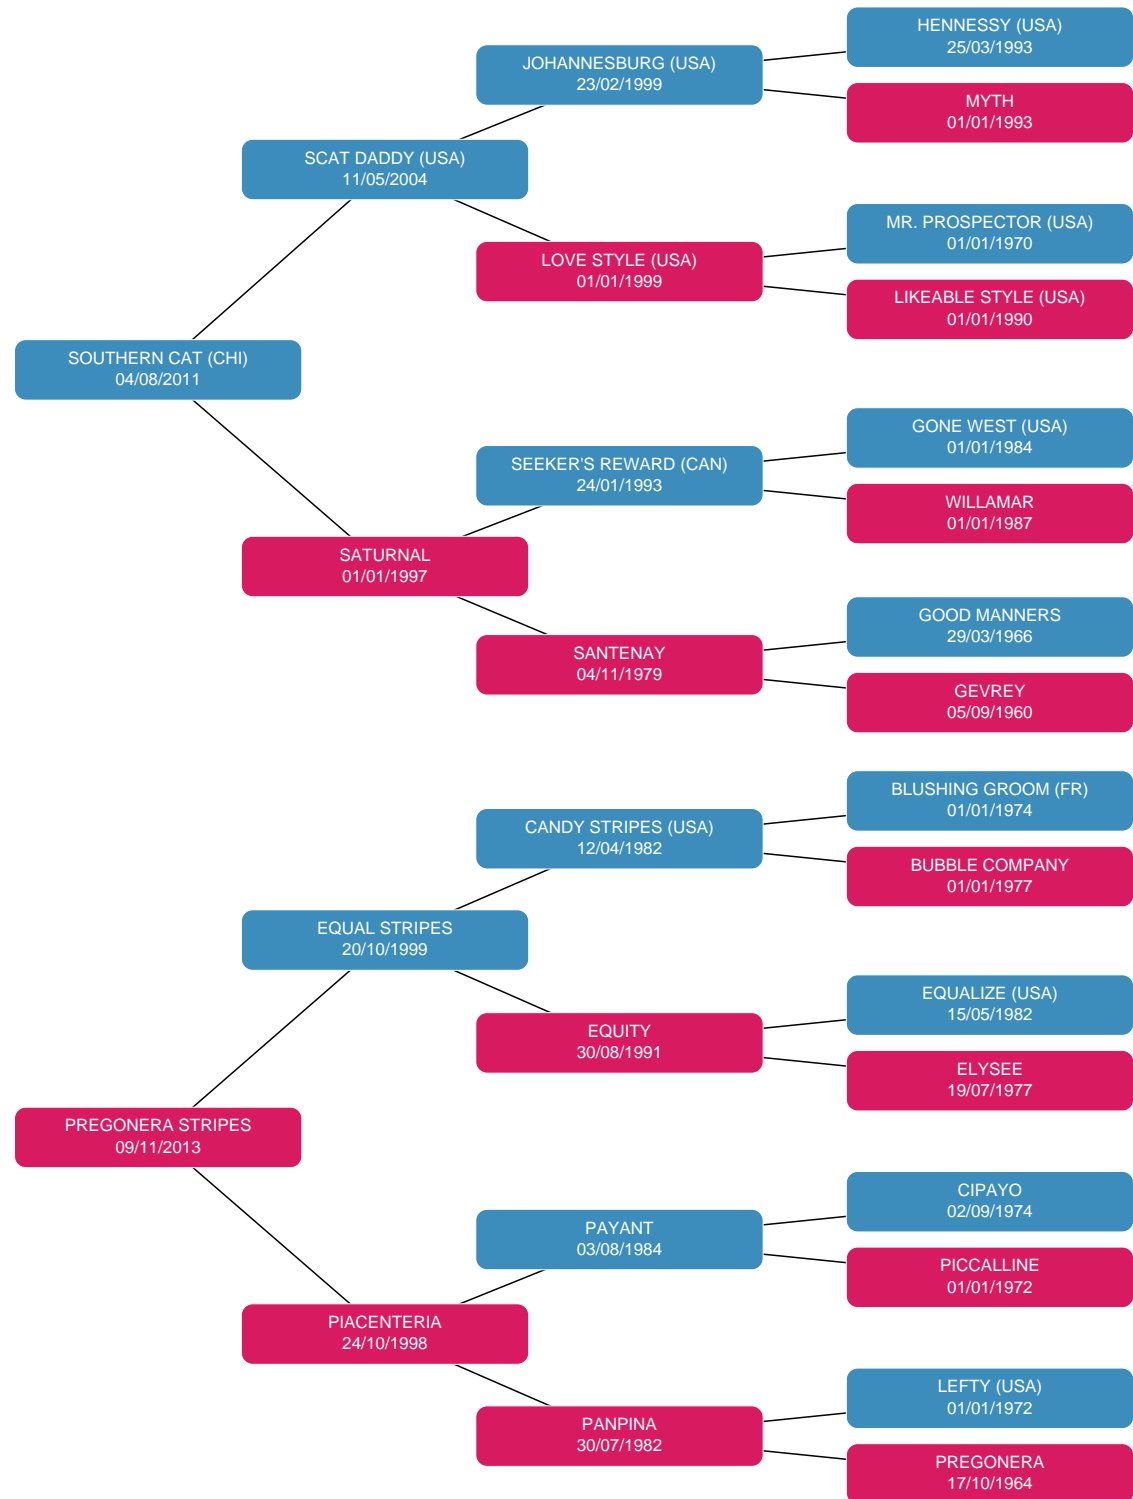 HENNESSY (USA)
25/03/1993
JOHANNESBURG (USA)
23/02/1999
MYTH
01/01/1993
SCAT DADDY (USA)
11/05/2004
MR. PROSPECTOR (USA)
01/01/1970
LOVE STYLE (USA)
01/01/1999
LIKEABLE STYLE (USA)
01/01/1990
SOUTHERN CAT (CHI)
04/08/2011
GONE WEST (USA)
01/01/1984
SEEKER'S REWARD (CAN)
24/01/1993
WILLAMAR
01/01/1987
SATURNAL
01/01/1997
GOOD MANNERS
29/03/1966
SANTENAY
04/11/1979
GEVREY
05/09/1960
BLUSHING GROOM (FR)
01/01/1974
CANDY STRIPES (USA)
12/04/1982
BUBBLE COMPANY
01/01/1977
EQUAL STRIPES
20/10/1999
EQUALIZE (USA)
15/05/1982
EQUITY
30/08/1991
ELYSEE
19/07/1977
PREGONERA STRIPES
09/11/2013
CIPAYO
02/09/1974
PAYANT
03/08/1984
PICCALLINE
01/01/1972
PIACENTERIA
24/10/1998
LEFTY (USA)
01/01/1972
PANPINA
30/07/1982
PREGONERA
17/10/1964